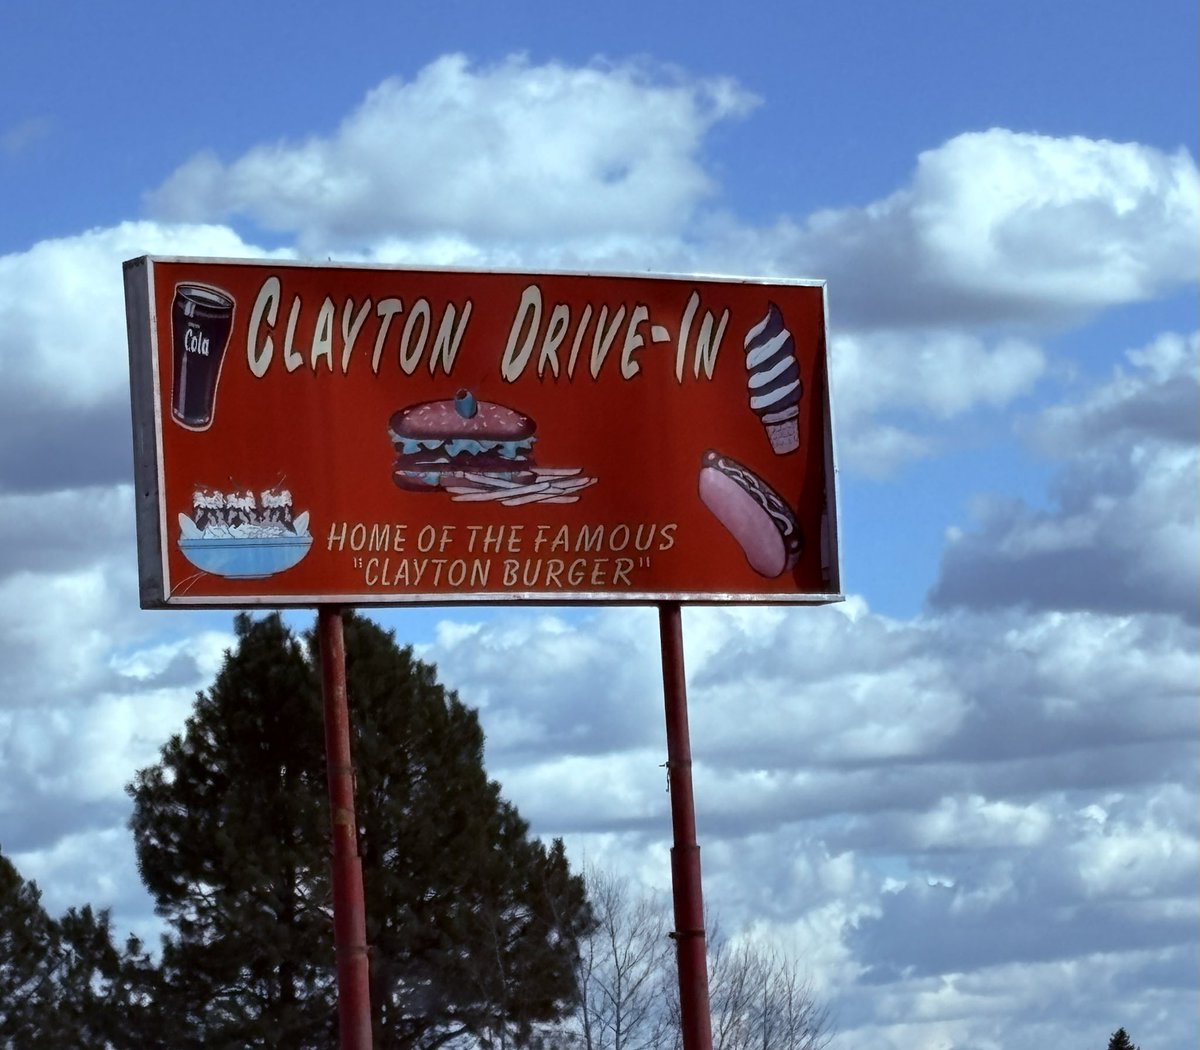 CLAYTON DRIVE-IN
Cola
HOME OF THE FAMOUS
"CLAYTON BURGER"